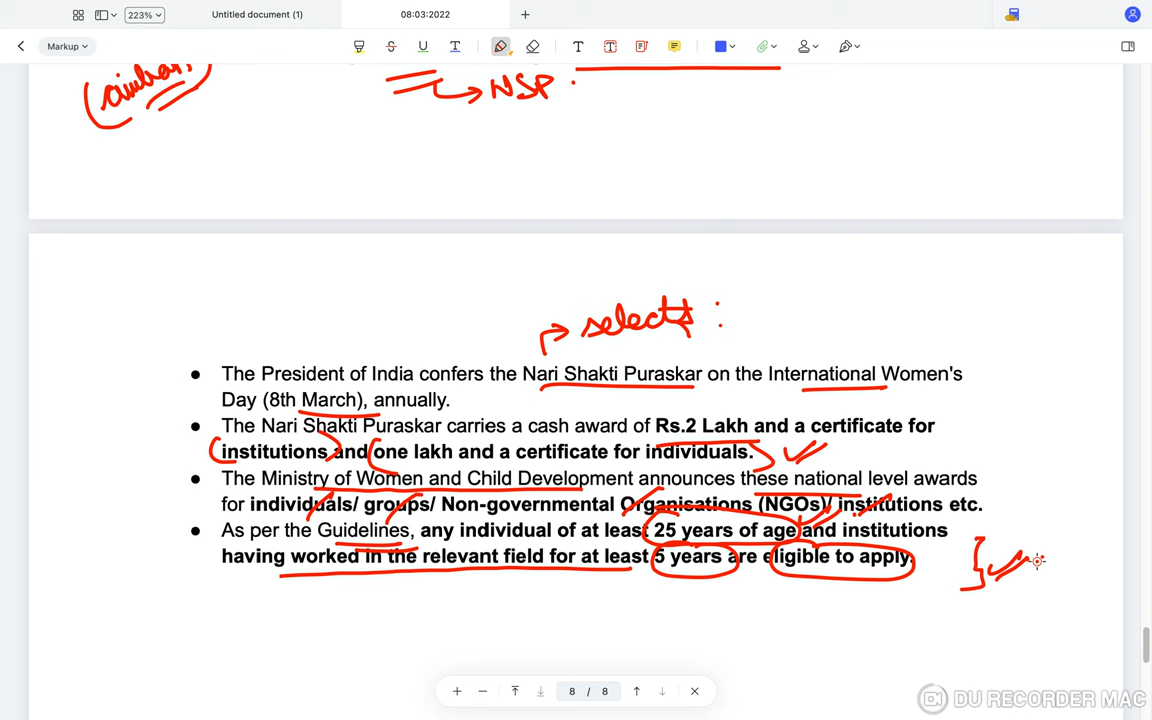 223%
Untitled document (1)
08:03:2022
Markup
NSP
selects :
The President of India confers the Nari Shakti Puraskar on the International Women's
Day (8th March), annually.
The Nari Shakti Puraskar carries a cash award of Rs.2 Lakh and a certificate for
institutions and one lakh and a certificate for individuals.
The Ministry of Women and Child Development announces these national level awards
for individuals/ groups/ Non-governmental Organisations (NGOs)/ institutions etc.
As per the Guidelines, any individual of at least 25 years of age and institutions
having worked in the relevant field for at least 5 years are eligible to apply.
8 / 8
DU RECORDER MAC